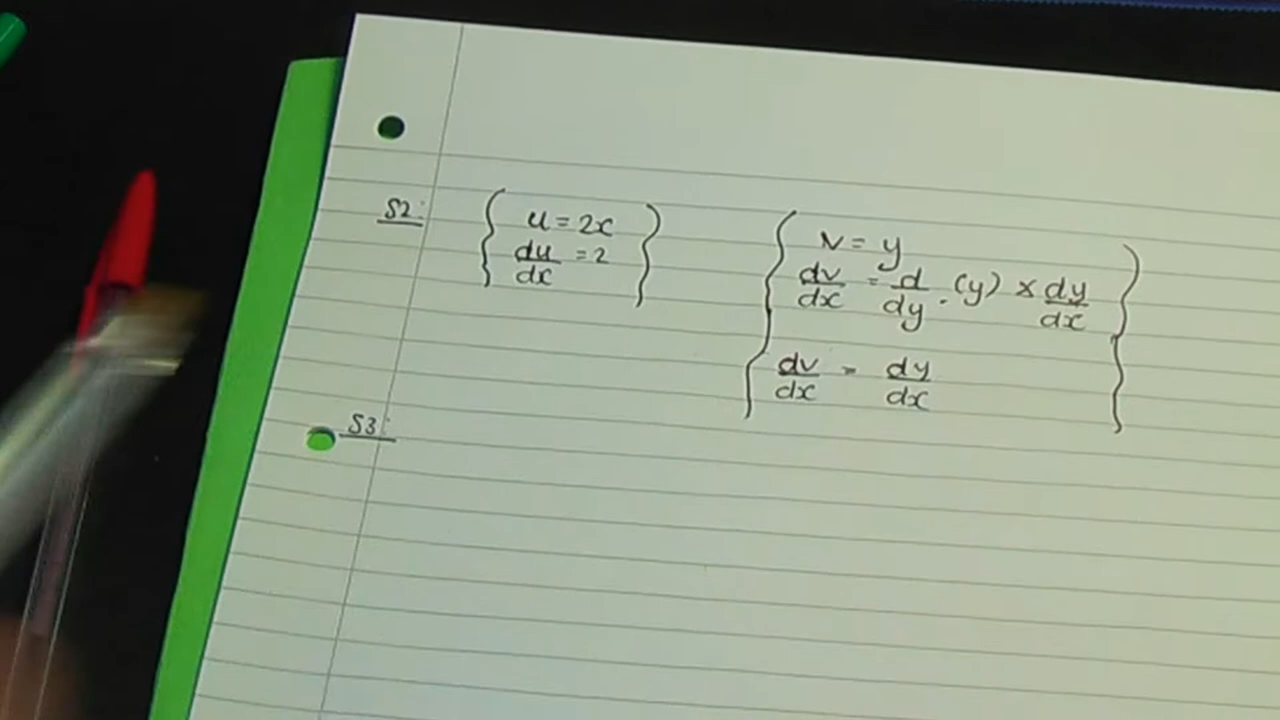 S2:
u = 2x
du/dx = 2
v = y
dv/dx = d/dy . (y) × dy/dx
dv/dx = dy/dx
S3: